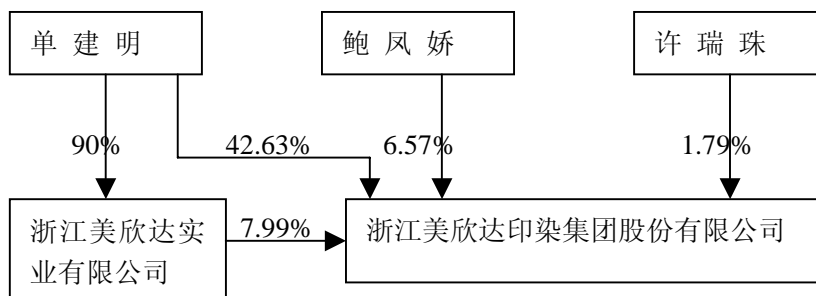 单 建 明
鲍 凤 娇
许 瑞 珠
90%
42.63%
6.57%
1.79%
浙江美欣达实
业有限公司
7.99%
浙江美欣达印染集团股份有限公司